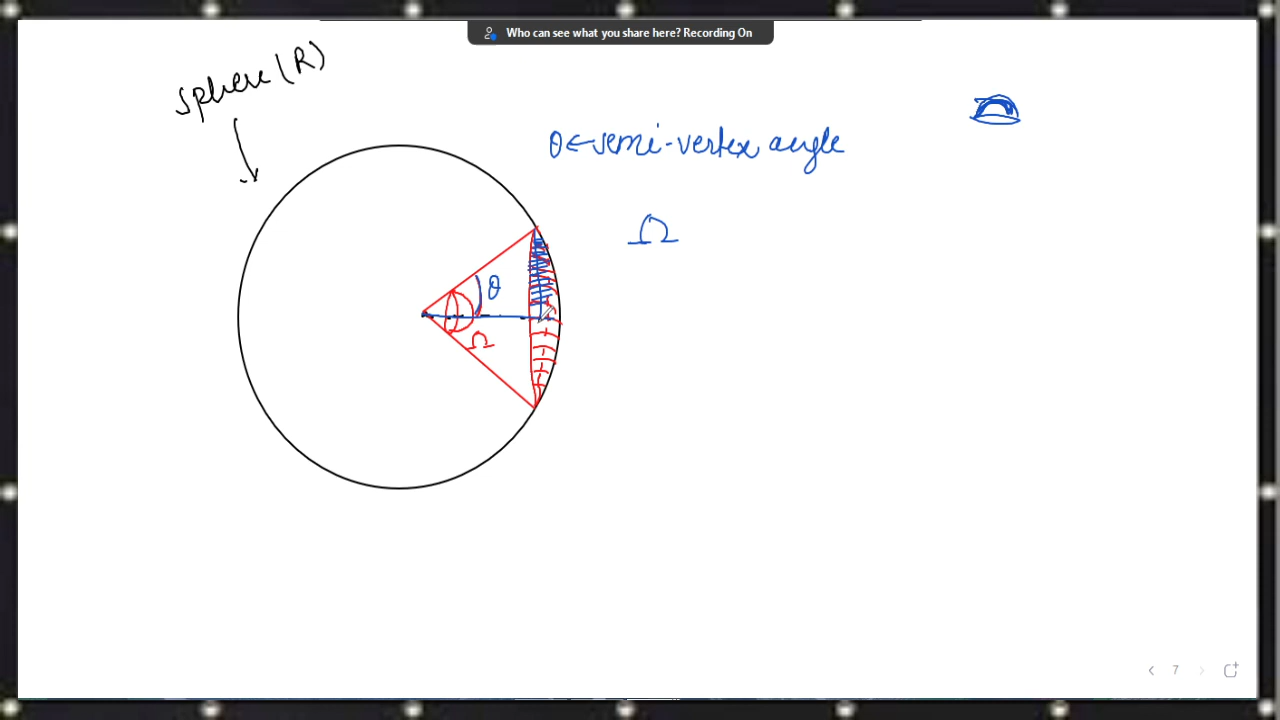 Who can see what you share here? Recording On
sphere (R)
θ ← semi-vertex angle
Ω
θ
Ω
7